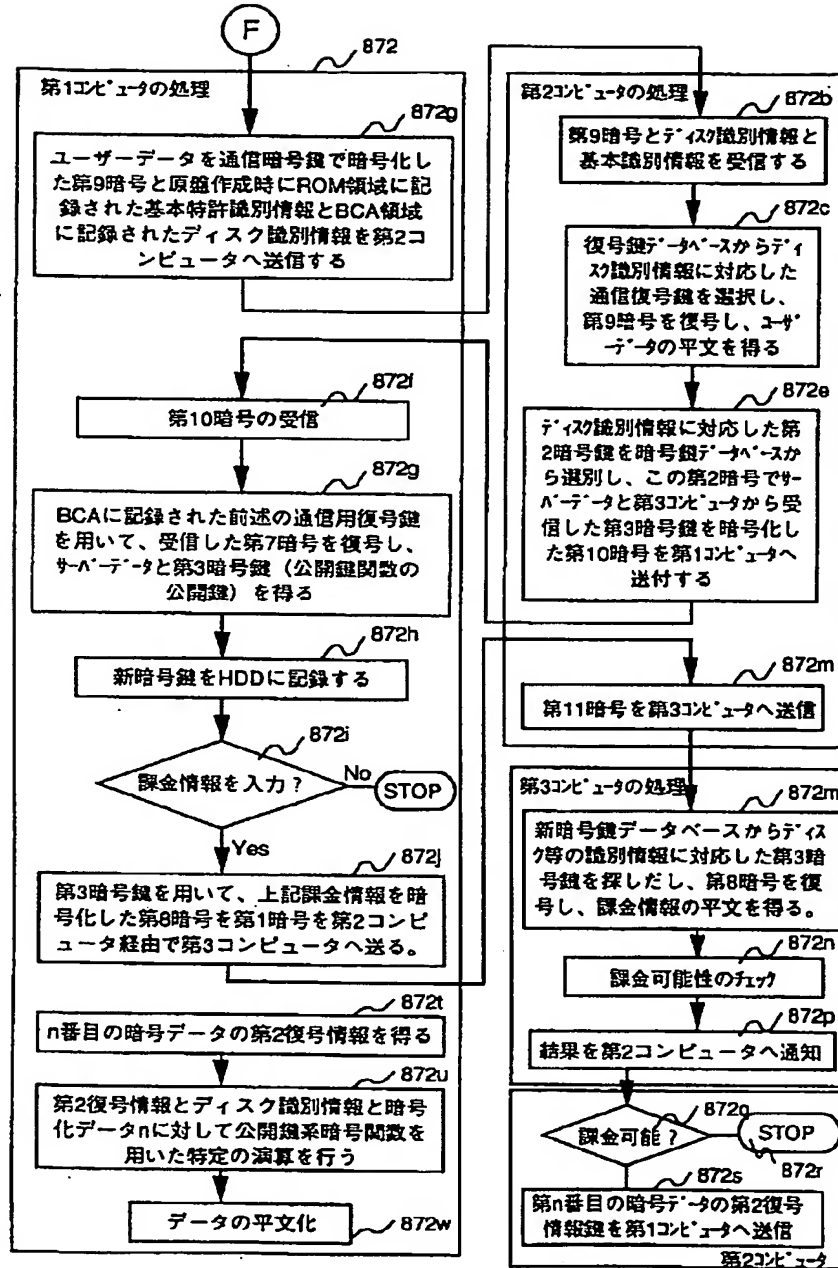 F
872
第1コンピュータの処理
872g
ユーザーデータを通信暗号鍵で暗号化し
た第9暗号と原盤作成時にROM領域に記
録された基本特許識別情報とBCA領域
に記録されたディスク識別情報を第2コ
ンピュータへ送信する
872f
第10暗号の受信
872g
BCAに記録された前述の通信用復号鍵
を用いて、受信した第7暗号を復号し、
サーバーデータと第3暗号鍵(公開鍵関数の
公開鍵)を得る
872h
新暗号鍵をHDDに記録する
872i
課金情報を入力?
No
STOP
Yes
872j
第3暗号鍵を用いて、上記課金情報を暗
号化した第8暗号を第1暗号を第2コンピ
ュータ経由で第3コンピュータへ送る。
872t
n番目の暗号データの第2復号情報を得る
872u
第2復号情報とディスク識別情報と暗号
化データnに対して公開鍵系暗号関数を
用いた特定の演算を行う
データの平文化
872w
第2コンピュータの処理
872b
第9暗号とディスク識別情報と
基本識別情報を受信する
872c
復号鍵データベースからディ
スク識別情報に対応した
通信復号鍵を選択し、
第9暗号を復号し、ユーザ
ーデータの平文を得る
872e
ディスク識別情報に対応した第
2暗号鍵を暗号鍵データベースか
ら選別し、この第2暗号でサー
バーデータと第3コンピュータから受
信した第3暗号鍵を暗号化し
た第10暗号を第1コンピュータへ
送付する
872m
第11暗号を第3コンピュータへ送信
第3コンピュータの処理
872m
新暗号鍵データベースからディス
ク等の識別情報に対応した第3暗
号鍵を探しだし、第8暗号を復
号し、課金情報の平文を得る。
872n
課金可能性のチェック
872p
結果を第2コンピュータへ通知
872q
課金可能?
STOP
872r
872s
第n番目の暗号データの第2復号
情報鍵を第1コンピュータへ送信
第2コンピュータ